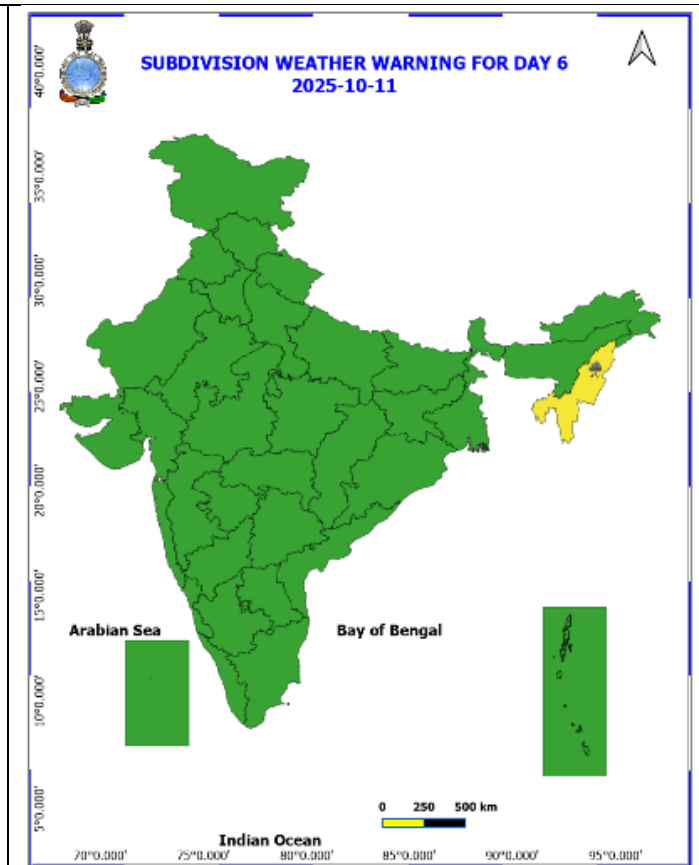 SUBDIVISION WEATHER WARNING FOR DAY 6
2025-10-11
40°0.000'
35°0.000'
30°0.000'
25°0.000'
20°0.000'
15°0.000'
10°0.000'
5°0.000'
Arabian Sea
Bay of Bengal
0 250 500 km
Indian Ocean
70°0.000' 75°0.000' 80°0.000' 85°0.000' 90°0.000' 95°0.000'